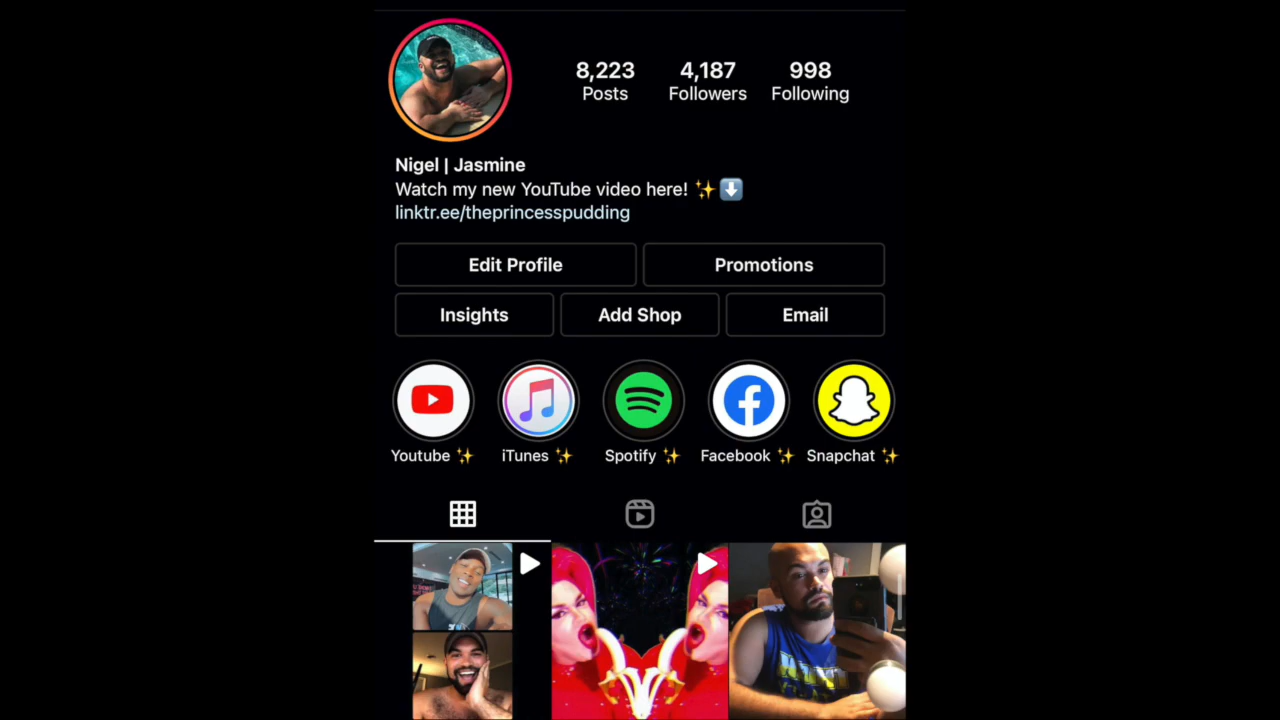 8,223 4,187 998
Posts Followers Following
Nigel | Jasmine
Watch my new YouTube video here! ✨⬇️
linktr.ee/theprincesspudding
Edit Profile Promotions
Insights Add Shop Email
Youtube ✨ iTunes ✨ Spotify ✨ Facebook ✨ Snapchat ✨